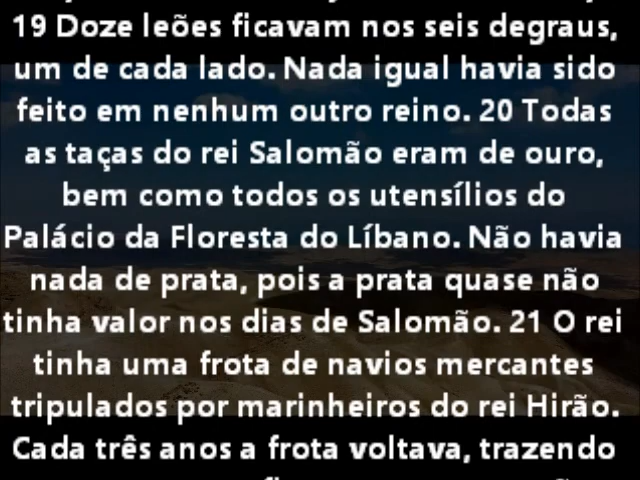 19 Doze leões ficavam nos seis degraus,
um de cada lado. Nada igual havia sido
feito em nenhum outro reino. 20 Todas
as taças do rei Salomão eram de ouro,
bem como todos os utensílios do
Palácio da Floresta do Líbano. Não havia
nada de prata, pois a prata quase não
tinha valor nos dias de Salomão. 21 O rei
tinha uma frota de navios mercantes
tripulados por marinheiros do rei Hirão.
Cada três anos a frota voltava, trazendo